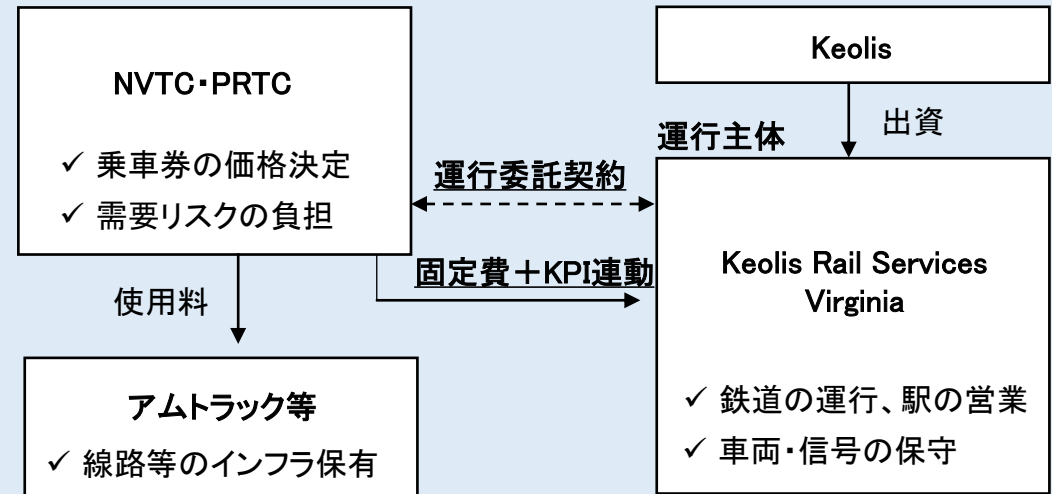 NVTC・PRTC
✓ 乗車券の価格決定
✓ 需要リスクの負担
使用料
アムトラック等
✓ 線路等のインフラ保有
運行委託契約
固定費＋KPI連動
Keolis
出資
運行主体
Keolis Rail Services
Virginia
✓ 鉄道の運行、駅の営業
✓ 車両・信号の保守